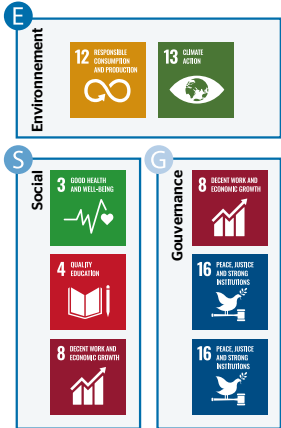 E
Environnement
12 RESPONSIBLE
CONSUMPTION
AND PRODUCTION
13 CLIMATE
ACTION
S
Social
3 GOOD HEALTH
AND WELL-BEING
4 QUALITY
EDUCATION
8 DECENT WORK AND
ECONOMIC GROWTH
G
Gouvernance
8 DECENT WORK AND
ECONOMIC GROWTH
16 PEACE, JUSTICE
AND STRONG
INSTITUTIONS
16 PEACE, JUSTICE
AND STRONG
INSTITUTIONS